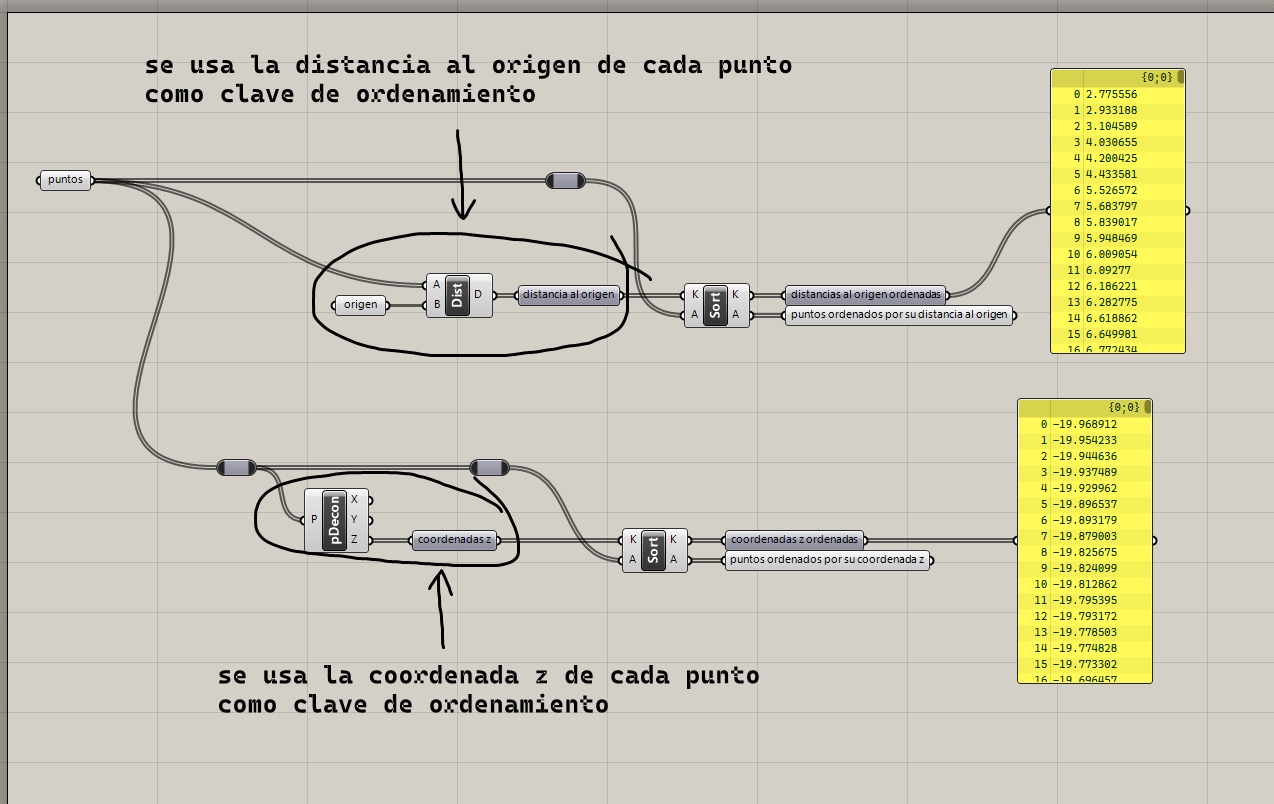 se usa la distancia al origen de cada punto
como clave de ordenamiento
puntos
A
B
Dist
D
origen
distancia al origen
K
A
Sort
K
A
distancias al origen ordenadas
puntos ordenados por su distancia al origen
{0;0}
0 2.775556
1 2.933188
2 3.104589
3 4.030655
4 4.200425
5 4.433581
6 5.526572
7 5.683797
8 5.839017
9 5.948469
10 6.009054
11 6.09277
12 6.186221
13 6.282775
14 6.618862
15 6.649981
16 6.772434
P
pDecon
X
Y
Z
coordenadas z
K
A
Sort
K
A
coordenadas z ordenadas
puntos ordenados por su coordenada z
{0;0}
0 -19.968912
1 -19.954233
2 -19.944636
3 -19.937489
4 -19.929962
5 -19.896537
6 -19.893179
7 -19.879003
8 -19.825675
9 -19.824099
10 -19.812862
11 -19.795395
12 -19.793172
13 -19.778503
14 -19.774828
15 -19.773302
16 -19.696457
se usa la coordenada z de cada punto
como clave de ordenamiento